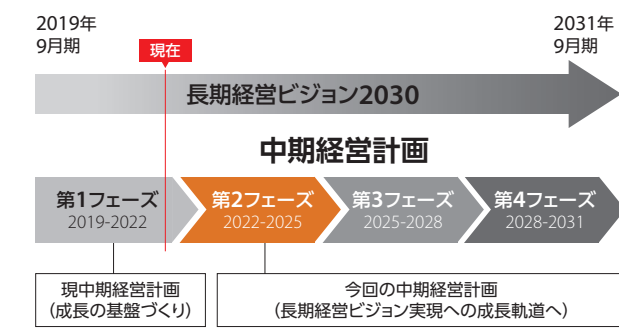 2019年
9月期
現在
2031年
9月期
長期経営ビジョン2030
中期経営計画
第1フェーズ
2019-2022
第2フェーズ
2022-2025
第3フェーズ
2025-2028
第4フェーズ
2028-2031
現中期経営計画
(成長の基盤づくり)
今回の中期経営計画
(長期経営ビジョン実現への成長軌道へ)